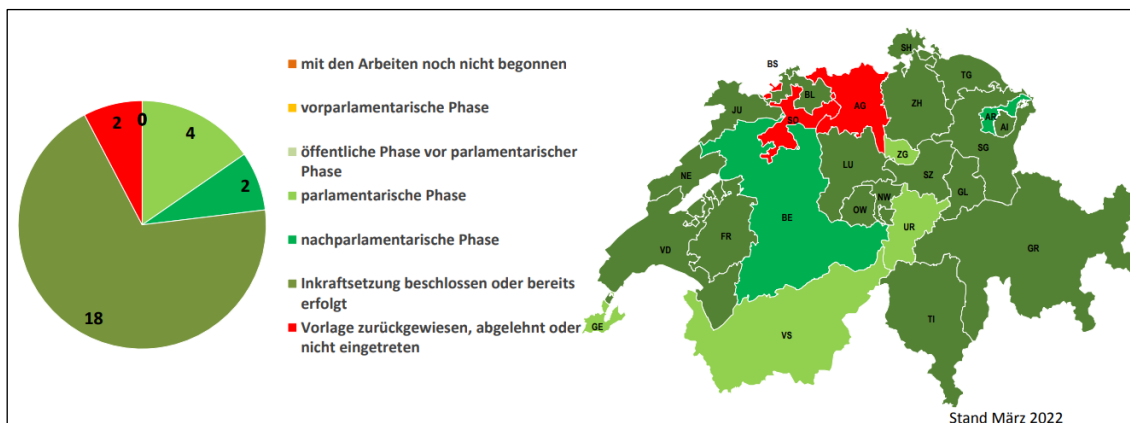 mit den Arbeiten noch nicht begonnen
vorparlamentarische Phase
öffentliche Phase vor parlamentarischer
Phase
parlamentarische Phase
nachparlamentarische Phase
Inkraftsetzung beschlossen oder bereits
erfolgt
Vorlage zurückgewiesen, abgelehnt oder
nicht eingetreten
2
0
4
2
18
SH
BS
TG
BL
JU
AG
ZH
SO
AR
AI
ZG
LU
SG
NE
SZ
NW
GL
OW
BE
UR
FR
GR
VD
GE
VS
TI
Stand März 2022